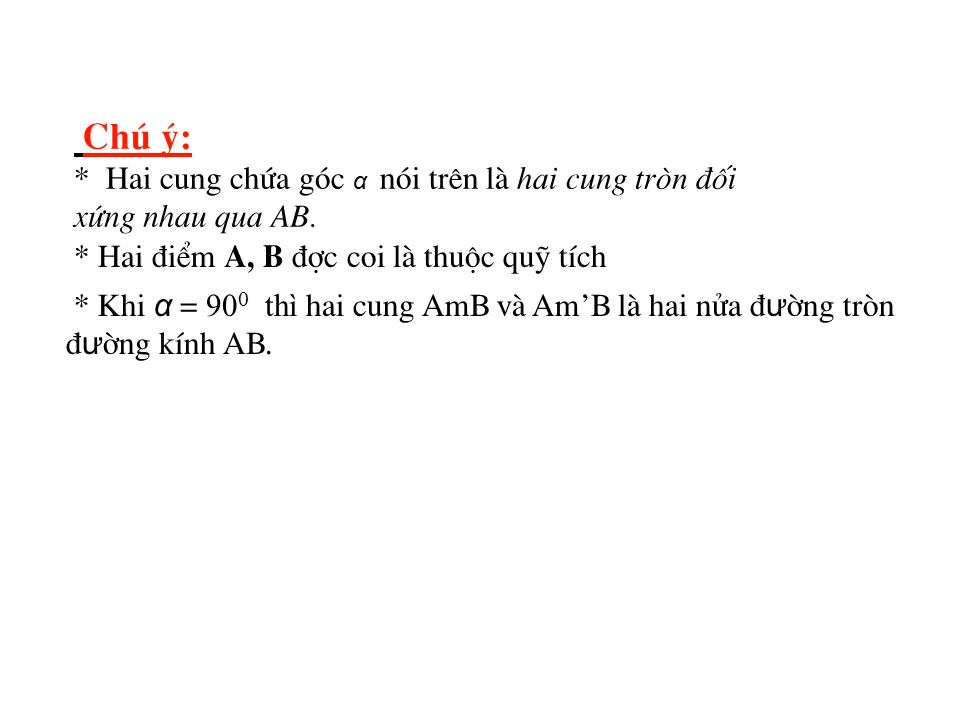 Chú ý:
* Hai cung chứa góc α nói trên là hai cung tròn đối
xứng nhau qua AB.
* Hai điểm A, B đợc coi là thuộc quỹ tích
* Khi α = 90⁰ thì hai cung AmB và Am’B là hai nửa đường tròn
đường kính AB.